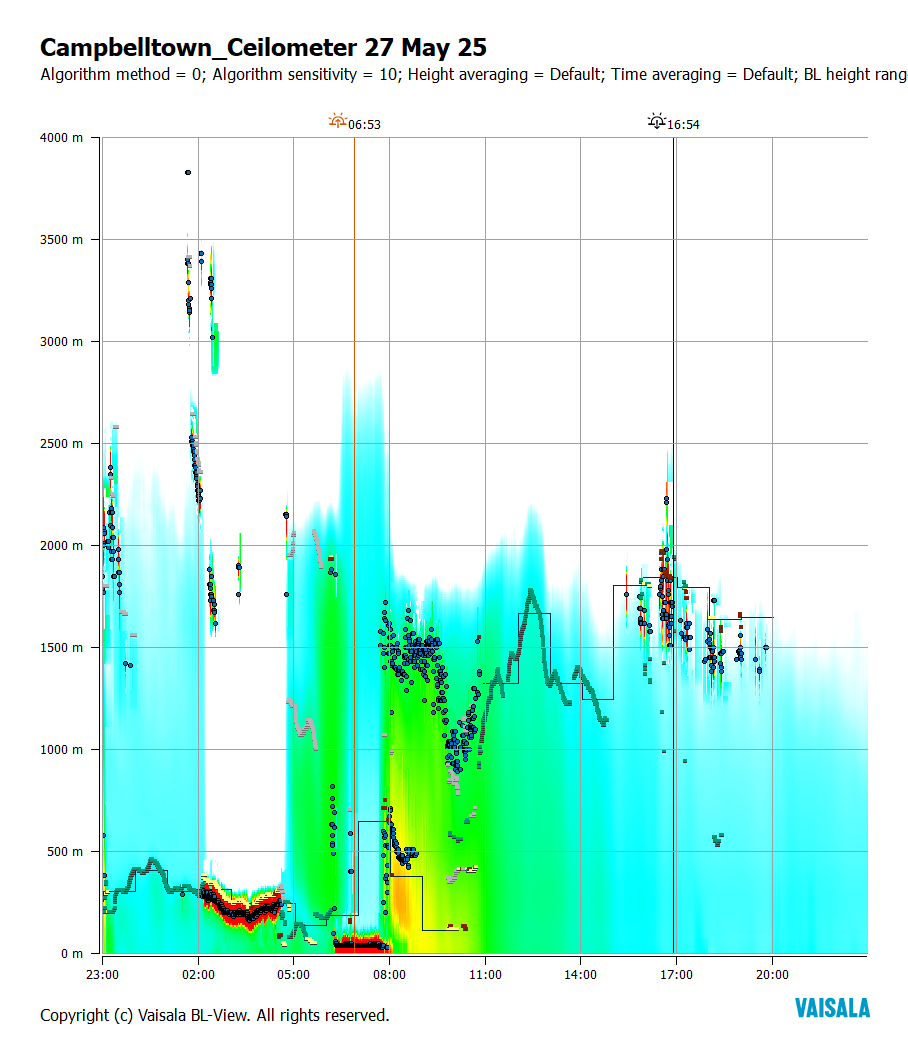 Campbelltown_Ceilometer 27 May 25
Algorithm method = 0; Algorithm sensitivity = 10; Height averaging = Default; Time averaging = Default; BL height rang
06:53
16:54
4000 m
3500 m
3000 m
2500 m
2000 m
1500 m
1000 m
500 m
0 m
23:00 02:00 05:00 08:00 11:00 14:00 17:00 20:00
Copyright (c) Vaisala BL-View. All rights reserved.
VAISALA